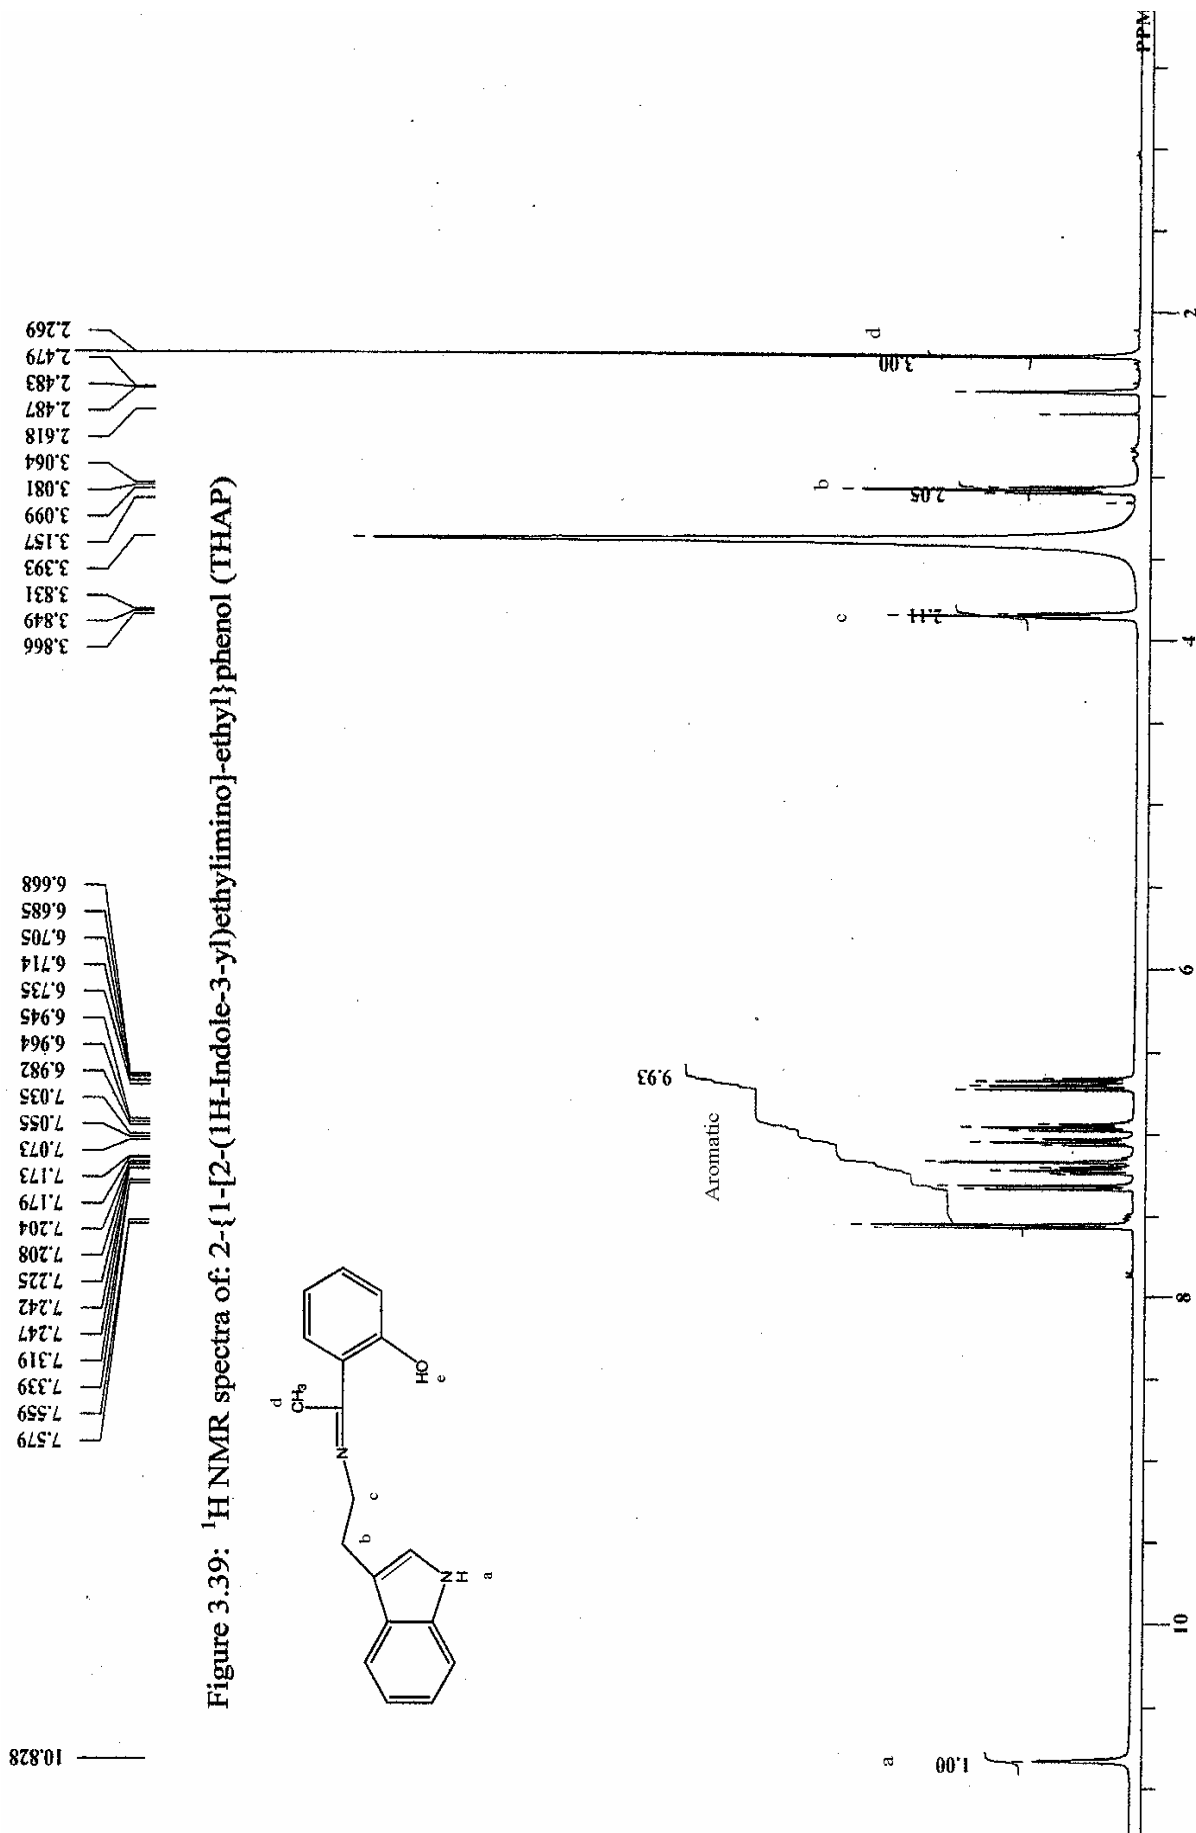 10.828
7.579
7.559
7.339
7.319
7.247
7.242
7.225
7.208
7.204
7.179
7.173
7.073
7.055
7.035
6.982
6.964
6.945
6.735
6.714
6.705
6.685
6.668
3.866
3.849
3.831
3.393
3.157
3.099
3.081
3.064
2.618
2.487
2.483
2.479
2.269
Figure 3.39: ¹H NMR spectra of: 2-{1-[2-(1H-Indole-3-yl)ethylimino]-ethyl}phenol (THAP)
d
CH₃
N
HO
e
c
b
N
H
a
a
1.00
Aromatic
9.93
c
2.11
b
2.05
d
3.00
10
8
6
4
2
PPM